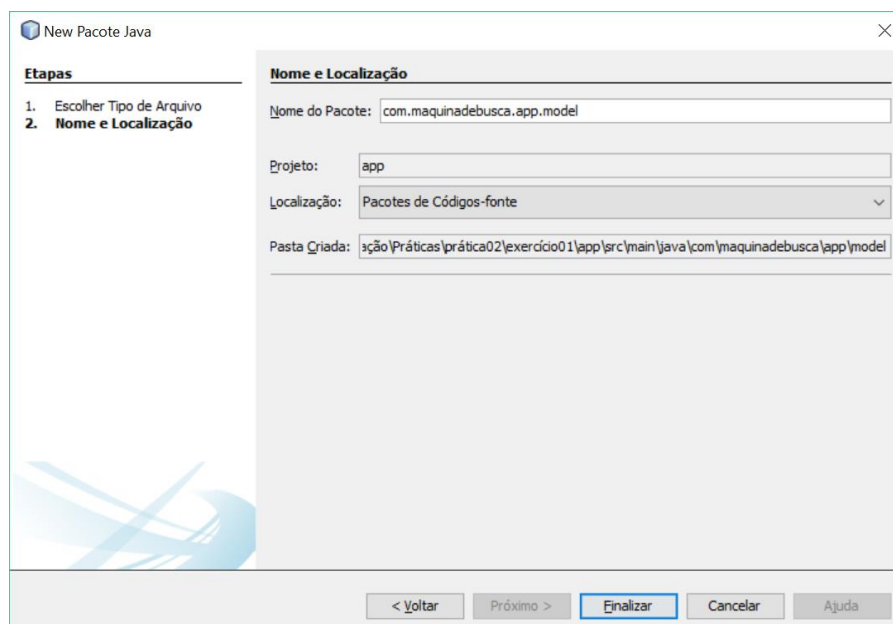 New Pacote Java
Etapas
1. Escolher Tipo de Arquivo
2. Nome e Localização
Nome e Localização
Nome do Pacote: com.maquinadebusca.app.model
Projeto: app
Localização: Pacotes de Códigos-fonte
Pasta Criada: ação\Práticas\prática02\exercício01\app\src\main\java\com\maquinadebusca\app\model
< Voltar Próximo > Finalizar Cancelar Ajuda